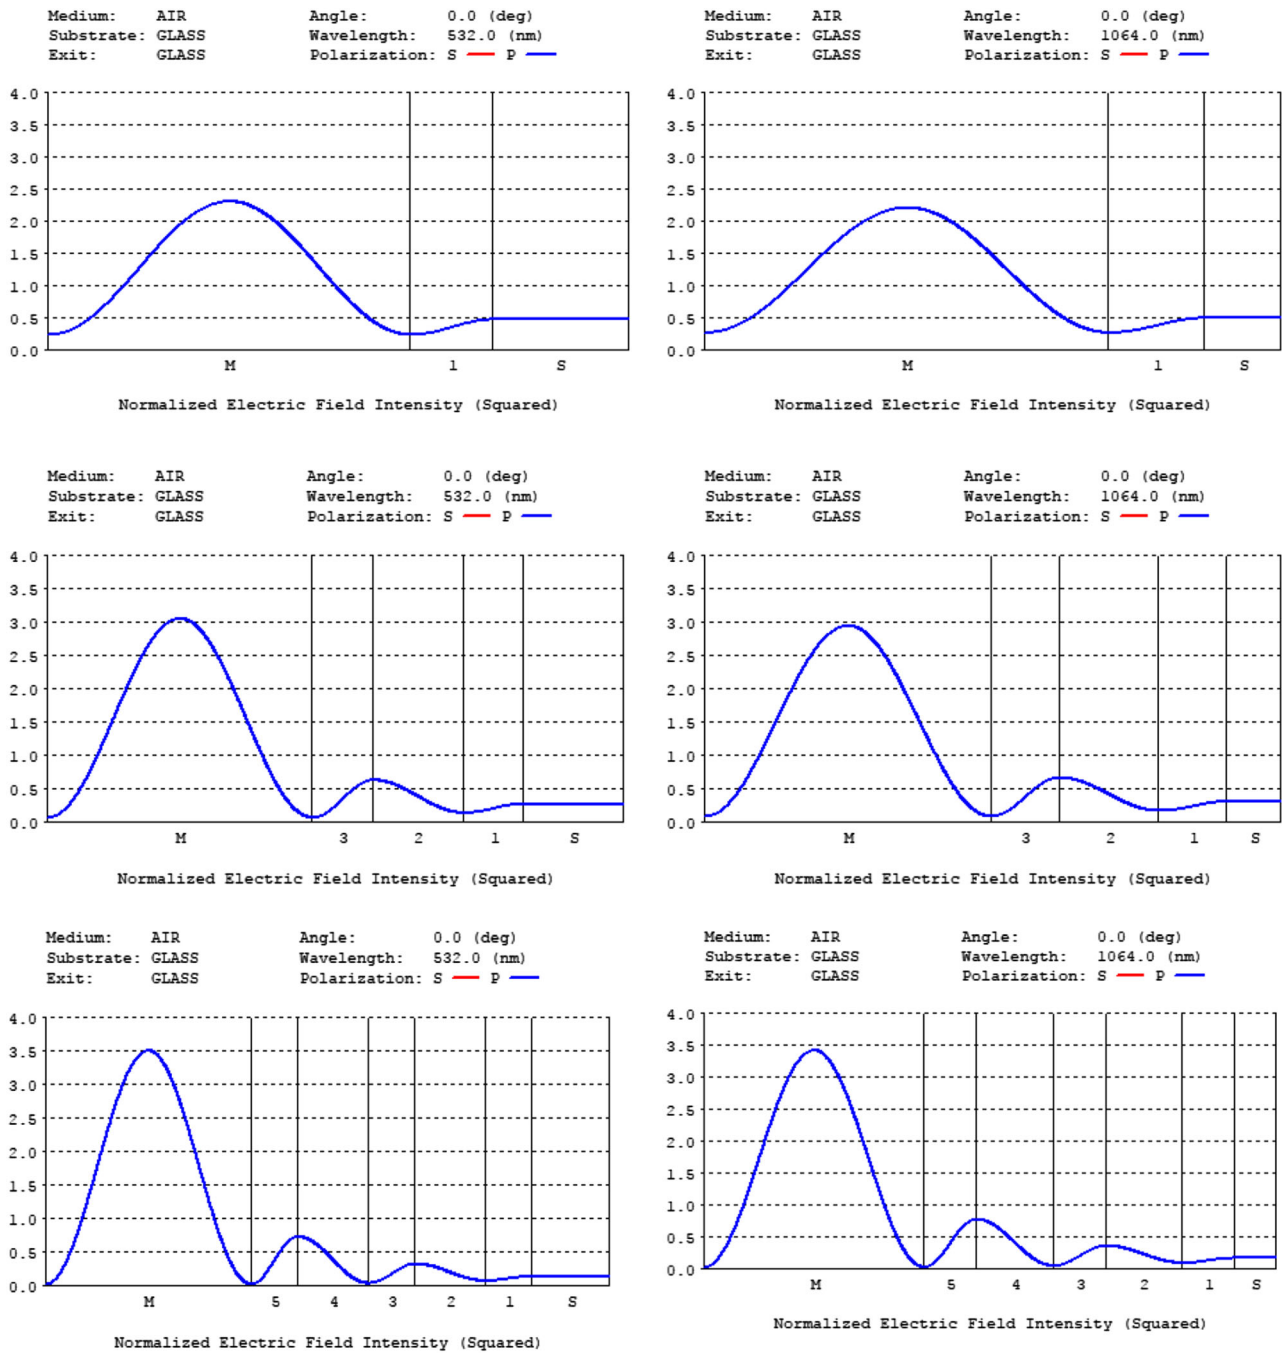 Medium: AIR Angle: 0.0 (deg)
Substrate: GLASS Wavelength: 532.0 (nm)
Exit: GLASS Polarization: S P
4.0
3.5
3.0
2.5
2.0
1.5
1.0
0.5
0.0
M 1 S
Normalized Electric Field Intensity (Squared)
Medium: AIR Angle: 0.0 (deg)
Substrate: GLASS Wavelength: 1064.0 (nm)
Exit: GLASS Polarization: S P
4.0
3.5
3.0
2.5
2.0
1.5
1.0
0.5
0.0
M 1 S
Normalized Electric Field Intensity (Squared)
Medium: AIR Angle: 0.0 (deg)
Substrate: GLASS Wavelength: 532.0 (nm)
Exit: GLASS Polarization: S P
4.0
3.5
3.0
2.5
2.0
1.5
1.0
0.5
0.0
M 3 2 1 S
Normalized Electric Field Intensity (Squared)
Medium: AIR Angle: 0.0 (deg)
Substrate: GLASS Wavelength: 1064.0 (nm)
Exit: GLASS Polarization: S P
4.0
3.5
3.0
2.5
2.0
1.5
1.0
0.5
0.0
M 3 2 1 S
Normalized Electric Field Intensity (Squared)
Medium: AIR Angle: 0.0 (deg)
Substrate: GLASS Wavelength: 532.0 (nm)
Exit: GLASS Polarization: S P
4.0
3.5
3.0
2.5
2.0
1.5
1.0
0.5
0.0
M 5 4 3 2 1 S
Normalized Electric Field Intensity (Squared)
Medium: AIR Angle: 0.0 (deg)
Substrate: GLASS Wavelength: 1064.0 (nm)
Exit: GLASS Polarization: S P
4.0
3.5
3.0
2.5
2.0
1.5
1.0
0.5
0.0
M 5 4 3 2 1 S
Normalized Electric Field Intensity (Squared)